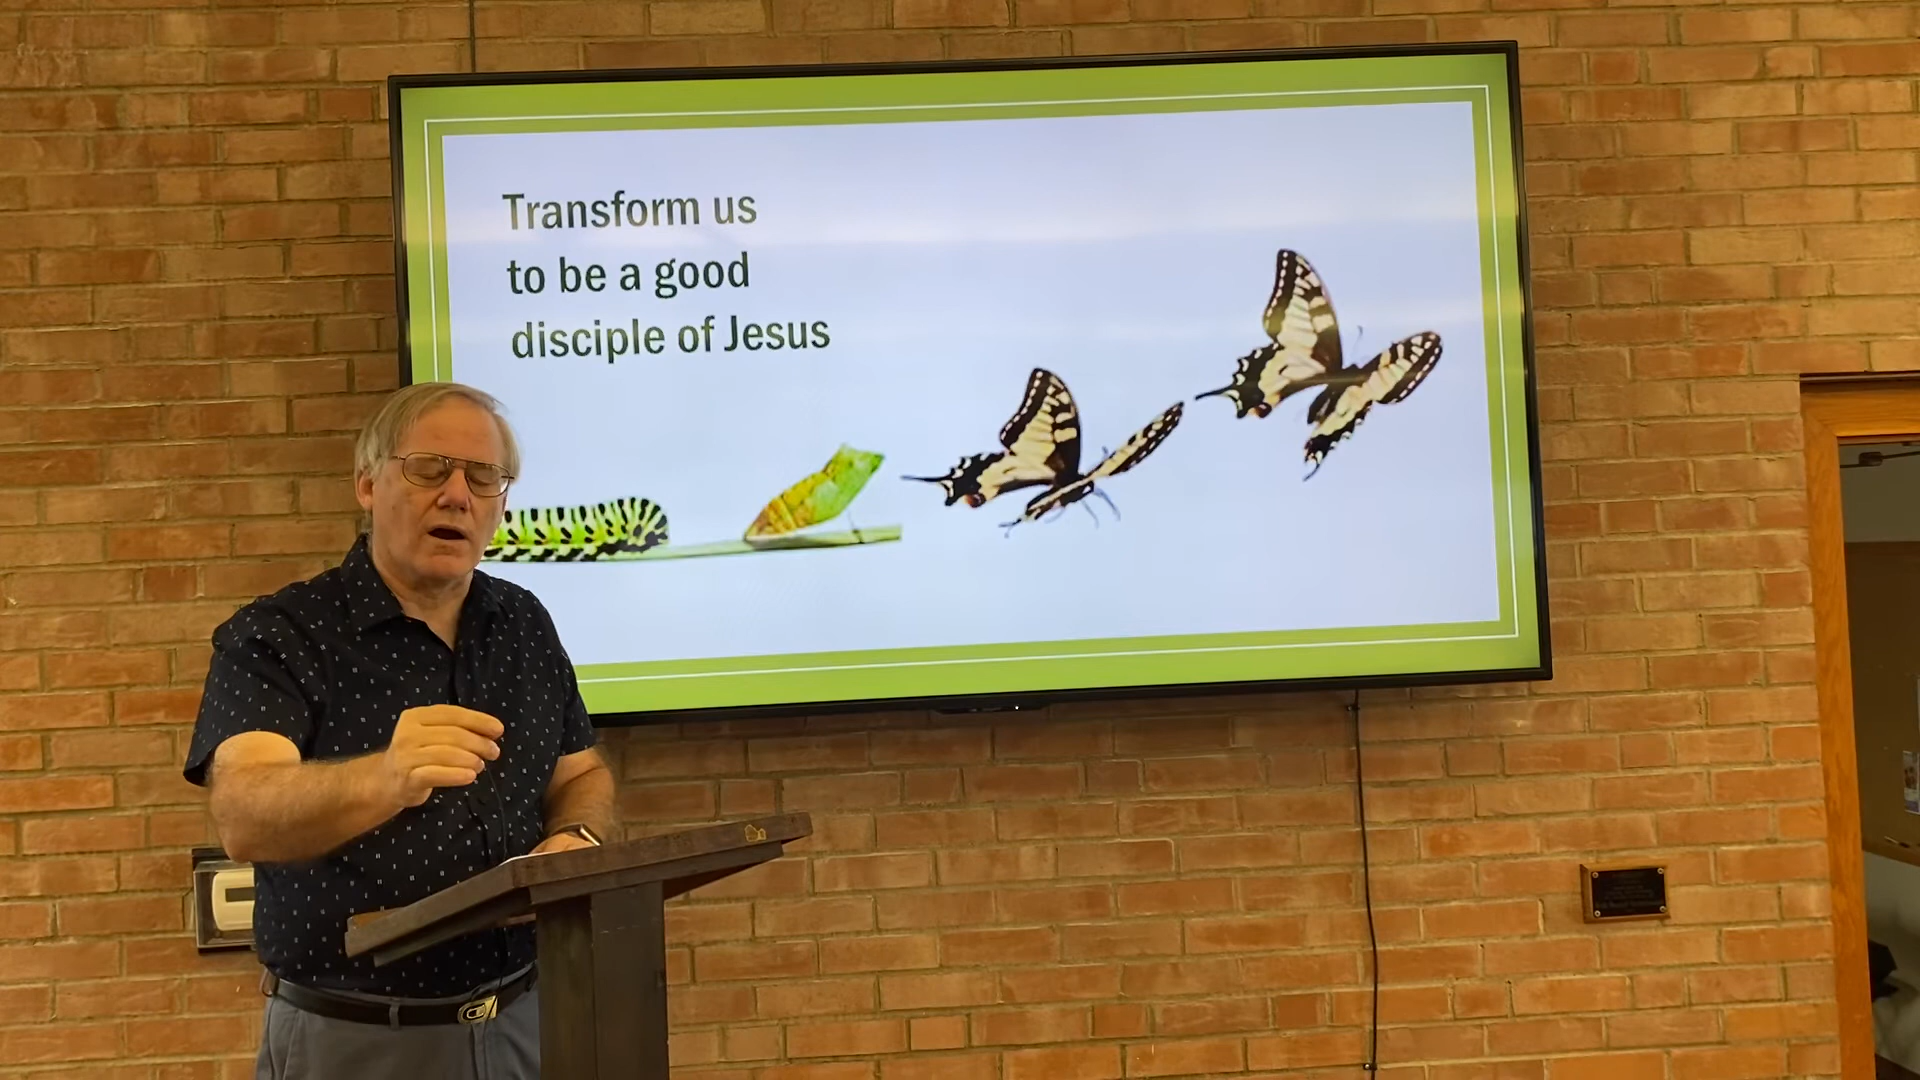 Transform us
to be a good
disciple of Jesus